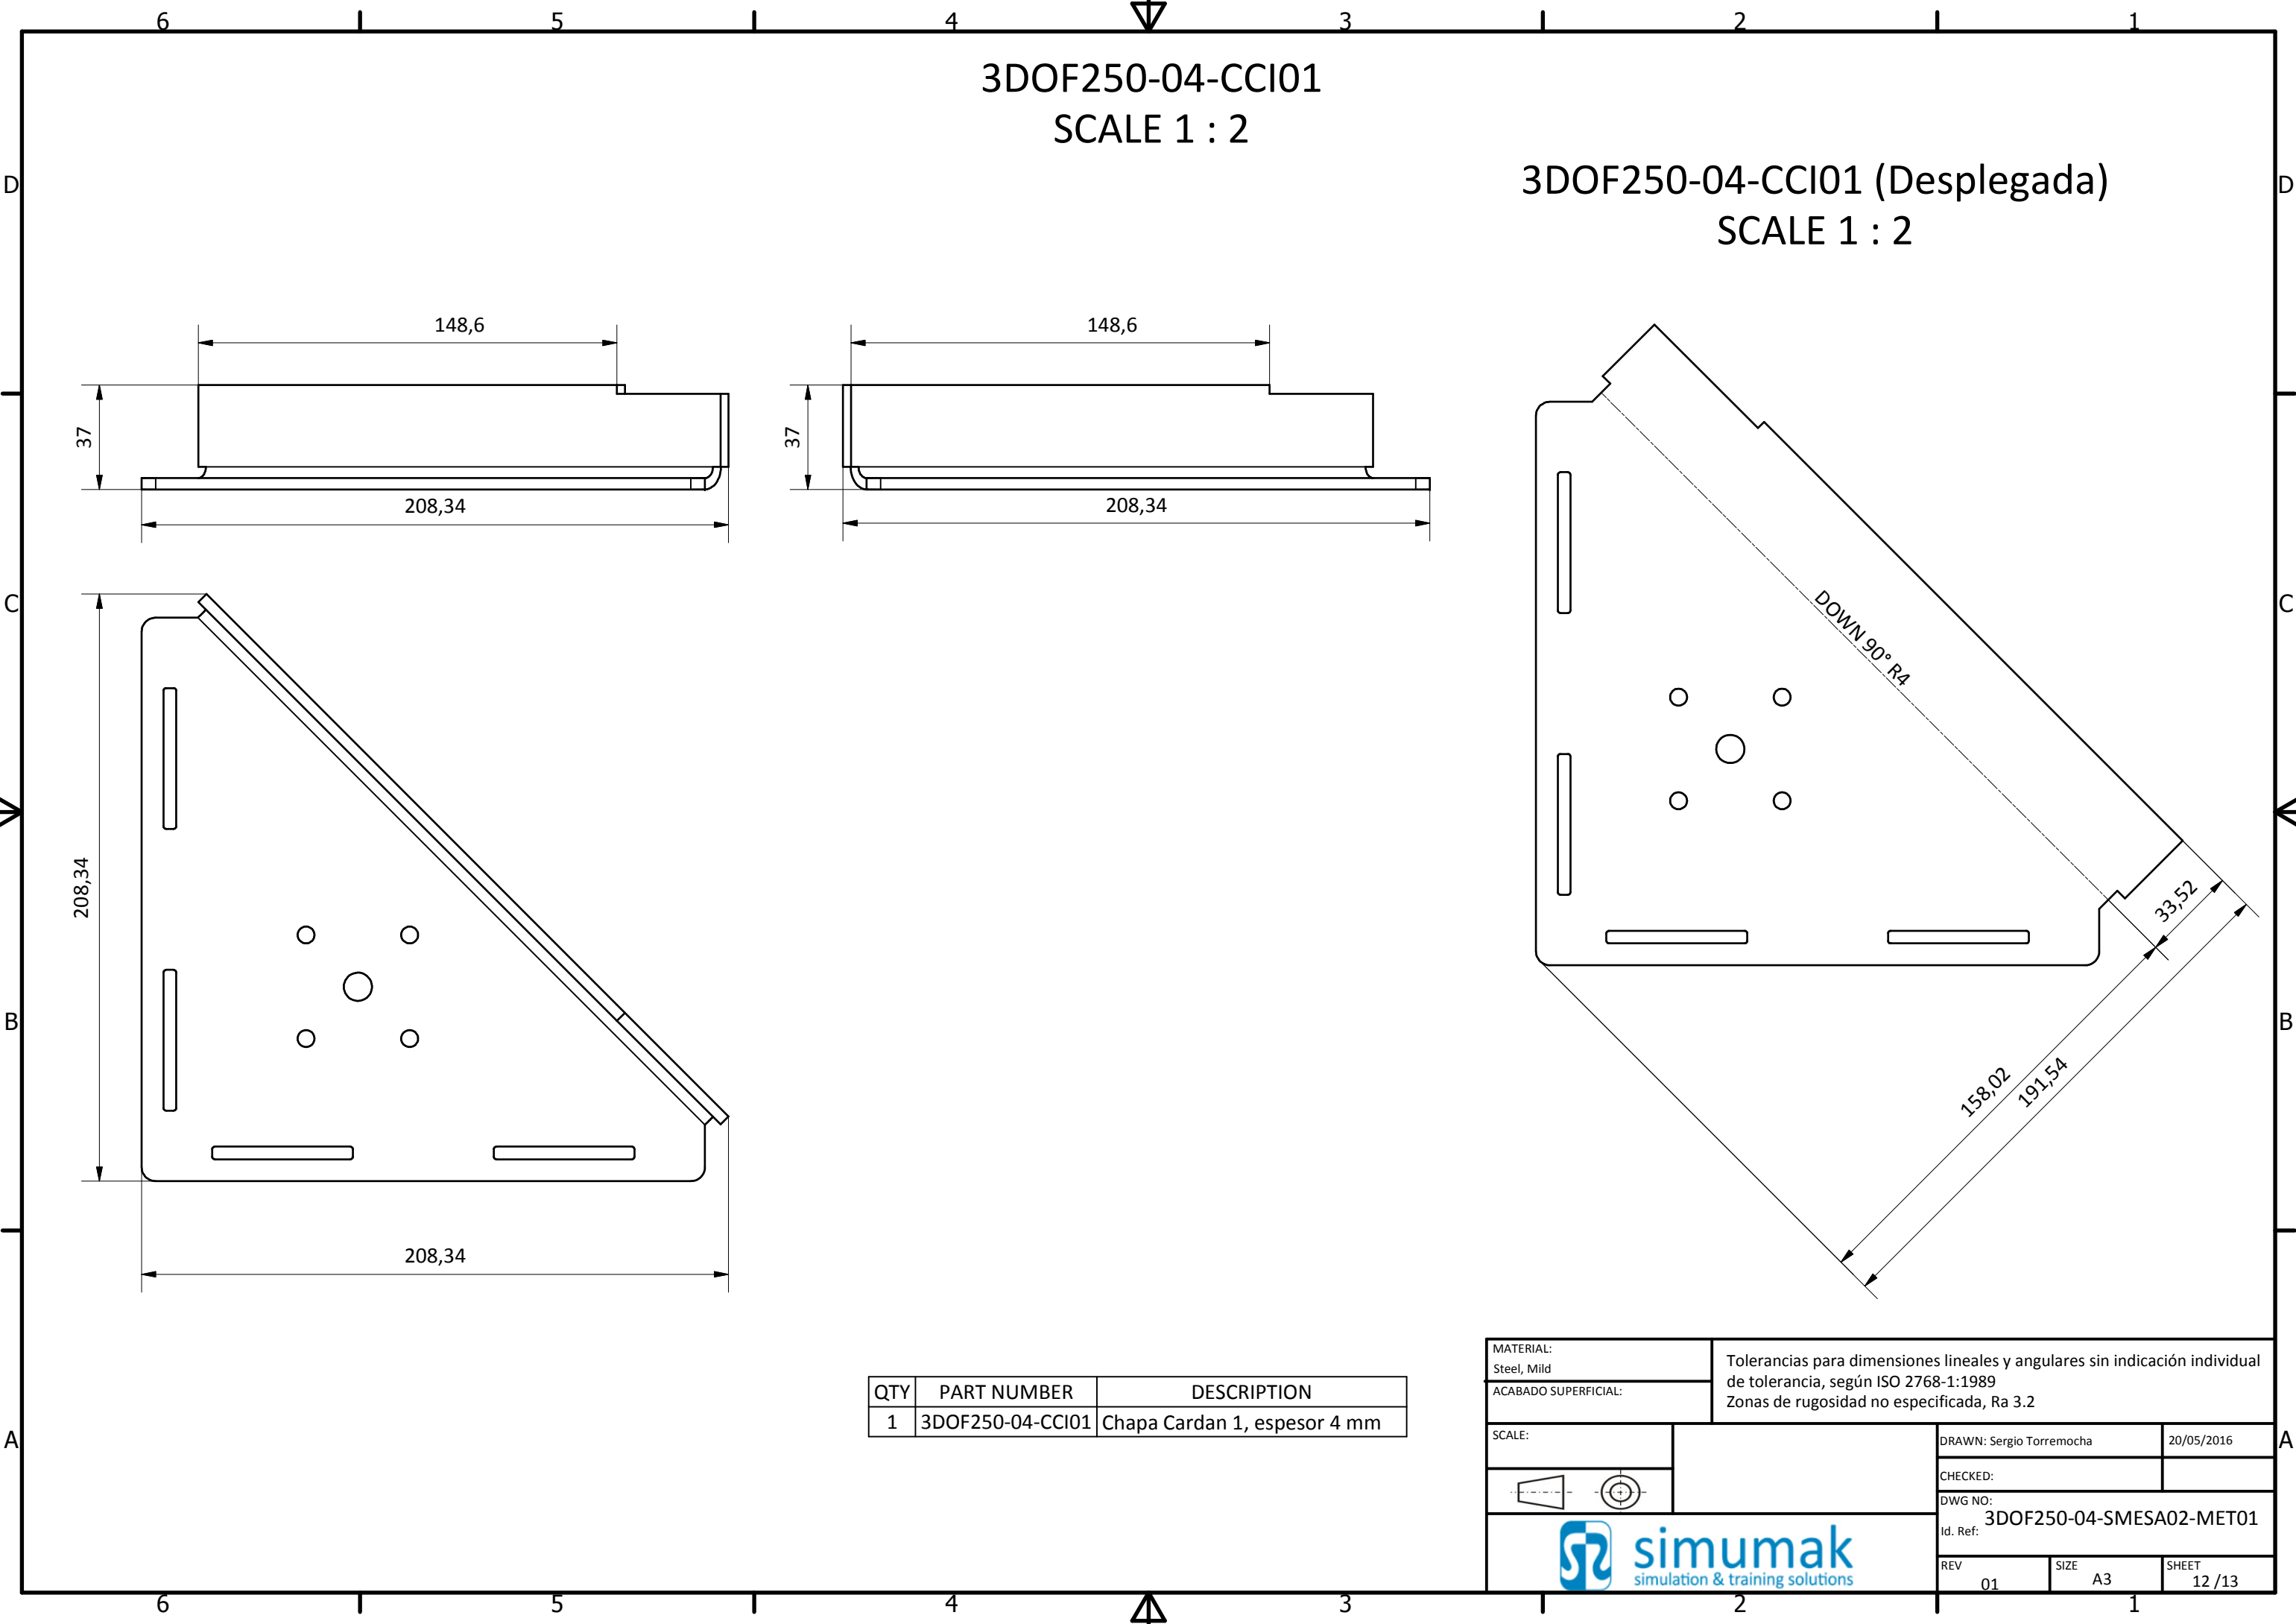 6 5 4 3 2 1
3DOF250-04-CCI01
SCALE 1 : 2
D
D
3DOF250-04-CCI01 (Desplegada)
SCALE 1 : 2
148,6
148,6
37
37
208,34
208,34
C
C
DOWN 90° R4
208,34
33,52
B
B
158,02
191,54
208,34
QTY PART NUMBER DESCRIPTION
1 3DOF250-04-CCI01 Chapa Cardan 1, espesor 4 mm
A
A
MATERIAL:
Steel, Mild
ACABADO SUPERFICIAL:
Tolerancias para dimensiones lineales y angulares sin indicación individual
de tolerancia, según ISO 2768-1:1989
Zonas de rugosidad no especificada, Ra 3.2
SCALE:
DRAWN: Sergio Torremocha 20/05/2016
CHECKED:
DWG NO:
3DOF250-04-SMESA02-MET01
Id. Ref:
simumak
simulation & training solutions
REV 01
SIZE A3
SHEET 12 /13
6 5 4 3 2 1